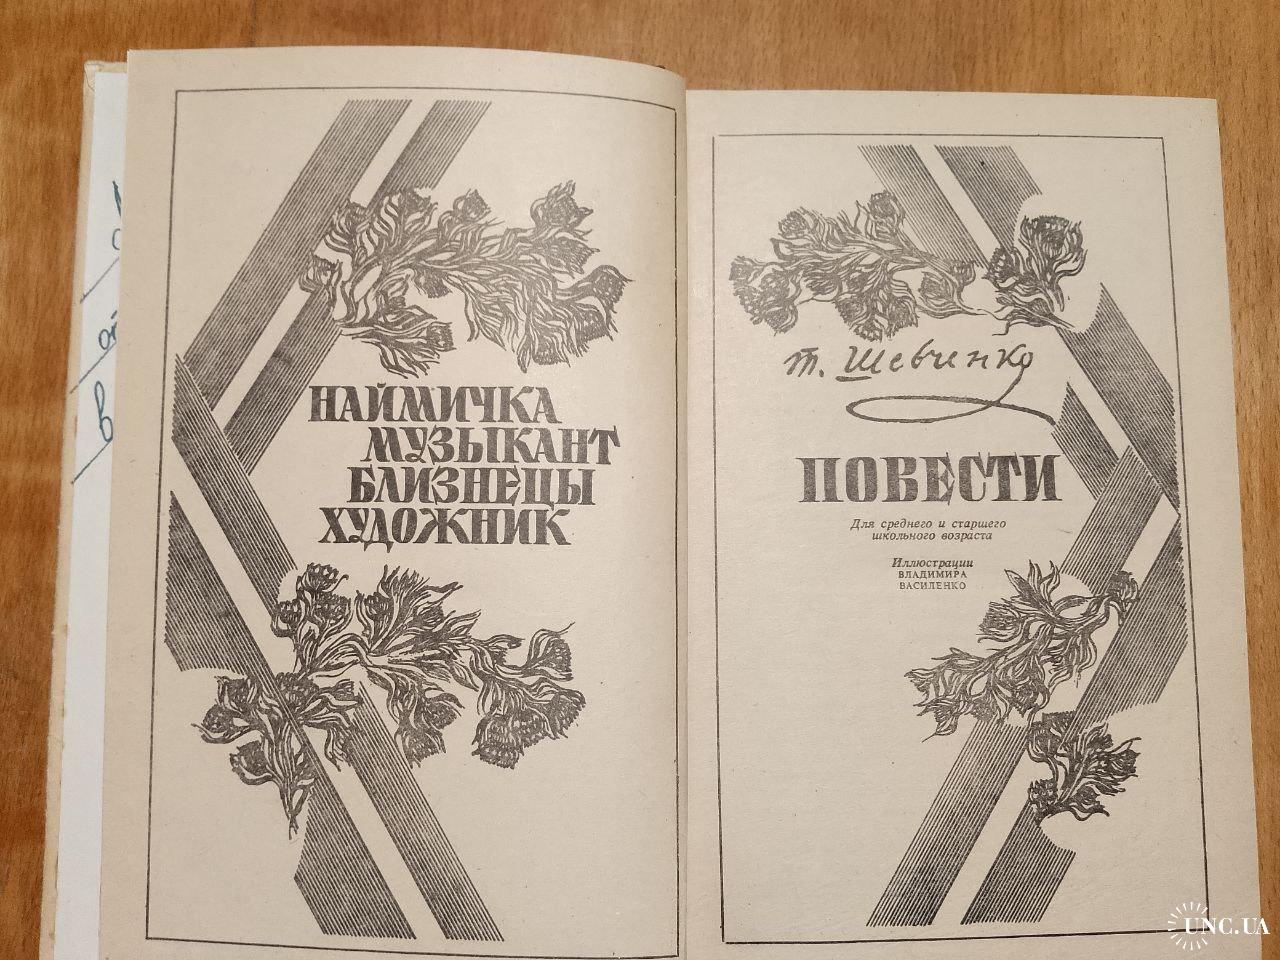 НАЙМИЧКА
МУЗЫКАНТ
БЛИЗНЕЦЫ
ХУДОЖНИК
Т. Шевченко
ПОВЕСТИ
Для среднего и старшего
школьного возраста
Иллюстрации
ВЛАДИМИРА
ВАСИЛЕНКО
UNC.UA